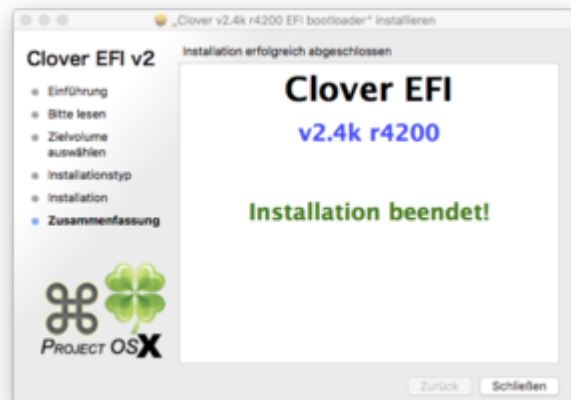 „Clover v2.4k r4200 EFI bootloader“ installieren
Clover EFI v2
Installation erfolgreich abgeschlossen
Einführung
Bitte lesen
Zielvolume
auswählen
Installationstyp
Installation
Zusammenfassung
Clover EFI
v2.4k r4200
Installation beendet!
PROJECT OSX
Zurück
Schließen